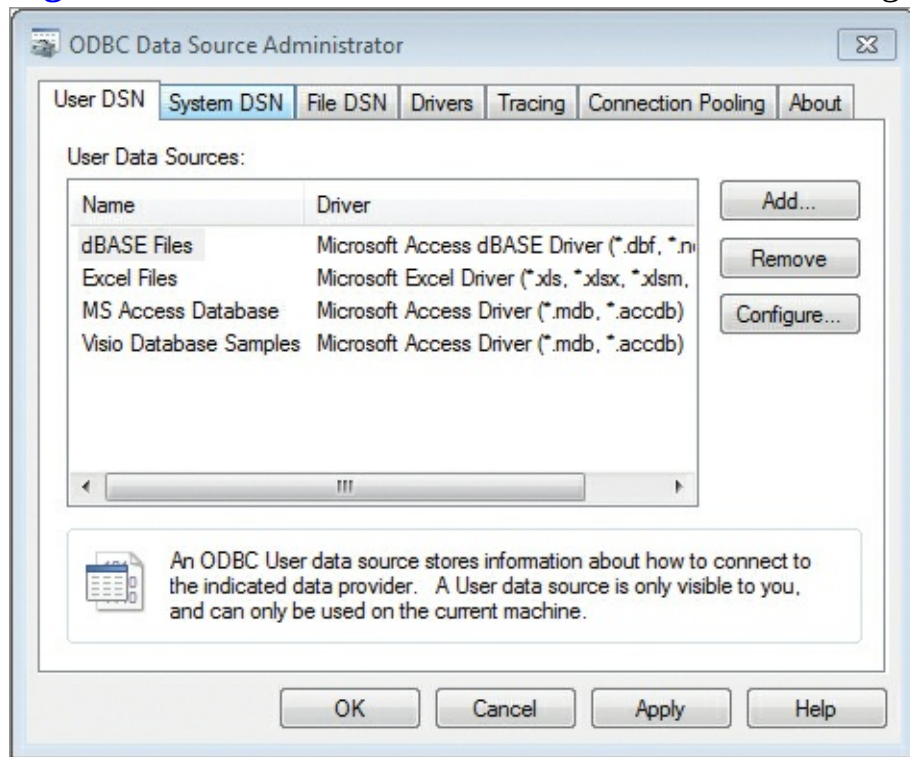 ODBC Data Source Administrator
User DSN System DSN File DSN Drivers Tracing Connection Pooling About
User Data Sources:
Name Driver
dBASE Files Microsoft Access dBASE Driver (*.dbf, *.n
Excel Files Microsoft Excel Driver (*.xls, *.xlsx, *.xlsm,
MS Access Database Microsoft Access Driver (*.mdb, *.accdb)
Visio Database Samples Microsoft Access Driver (*.mdb, *.accdb)
Add...
Remove
Configure...
An ODBC User data source stores information about how to connect to
the indicated data provider. A User data source is only visible to you,
and can only be used on the current machine.
OK Cancel Apply Help